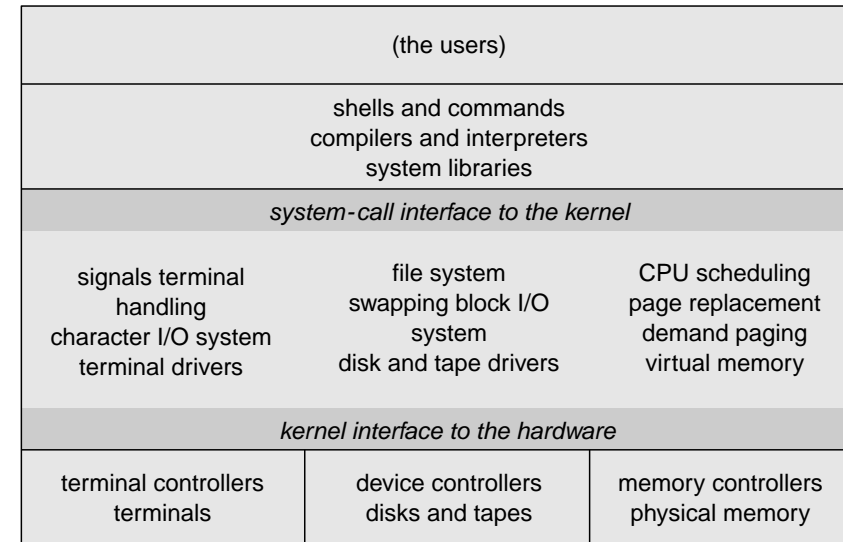 (the users)
shells and commands
compilers and interpreters
system libraries
system-call interface to the kernel
signals terminal
handling
character I/O system
terminal drivers
file system
swapping block I/O
system
disk and tape drivers
CPU scheduling
page replacement
demand paging
virtual memory
kernel interface to the hardware
terminal controllers
terminals
device controllers
disks and tapes
memory controllers
physical memory